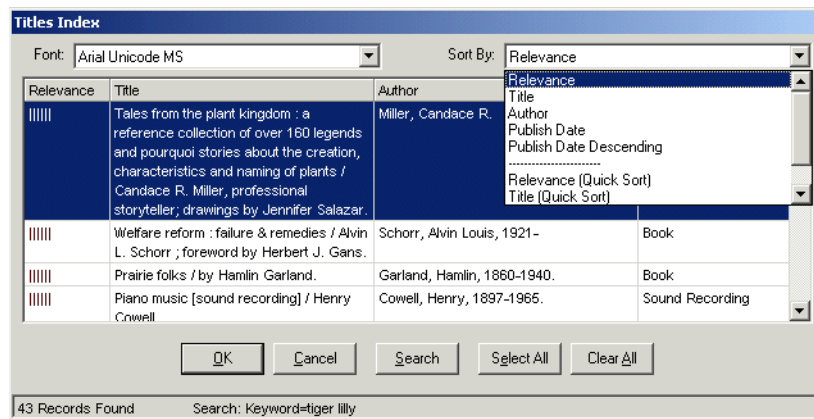 Titles Index
Font: Arial Unicode MS Sort By: Relevance
Relevance
Title
Author
Publish Date
Publish Date Descending
------------------------
Relevance (Quick Sort)
Title (Quick Sort)
Relevance Title Author
Tales from the plant kingdom : a
reference collection of over 160 legends
and pourquoi stories about the creation,
characteristics and naming of plants /
Candace R. Miller, professional
storyteller; drawings by Jennifer Salazar.
Miller, Candace R.
Welfare reform : failure & remedies / Alvin
L. Schorr ; foreword by Herbert J. Gans.
Schorr, Alvin Louis, 1921-
Book
Prairie folks / by Hamlin Garland. Garland, Hamlin, 1860-1940. Book
Piano music [sound recording] / Henry
Cowell
Cowell, Henry, 1897-1965.
Sound Recording
OK Cancel Search Select All Clear All
43 Records Found Search: Keyword=tiger lilly